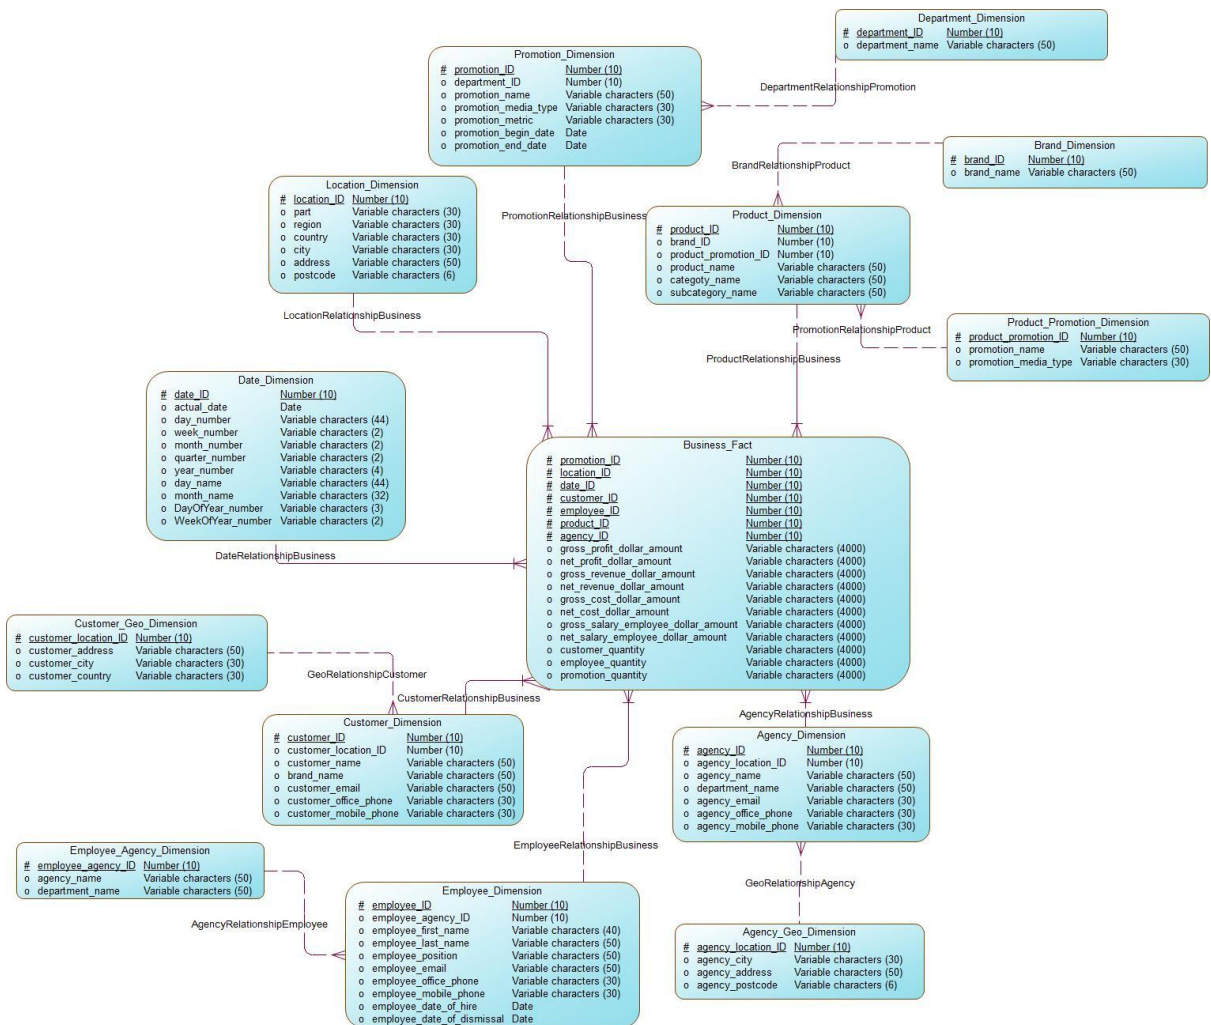 Department_Dimension
# department_ID Number (10)
o department_name Variable characters (50)
DepartmentRelationshipPromotion
Promotion_Dimension
# promotion_ID Number (10)
o department_ID Number (10)
o promotion_name Variable characters (50)
o promotion_media_type Variable characters (30)
o promotion_metric Variable characters (30)
o promotion_begin_date Date
o promotion_end_date Date
Brand_Dimension
# brand_ID Number (10)
o brand_name Variable characters (50)
BrandRelationshipProduct
Location_Dimension
# location_ID Number (10)
o part Variable characters (30)
o region Variable characters (30)
o country Variable characters (30)
o city Variable characters (30)
o address Variable characters (50)
o postcode Variable characters (6)
PromotionRelationshipBusiness
Product_Dimension
# product_ID Number (10)
o brand_ID Number (10)
o product_promotion_ID Number (10)
o product_name Variable characters (50)
o categoty_name Variable characters (50)
o subcategory_name Variable characters (50)
LocationRelationshipBusiness
PromotionRelationshipProduct
Product_Promotion_Dimension
# product_promotion_ID Number (10)
o promotion_name Variable characters (50)
o promotion_media_type Variable characters (30)
ProductRelationshipBusiness
Date_Dimension
# date_ID Number (10)
o actual_date Date
o day_number Variable characters (44)
o week_number Variable characters (2)
o month_number Variable characters (2)
o quarter_number Variable characters (2)
o year_number Variable characters (4)
o day_name Variable characters (44)
o month_name Variable characters (32)
o DayOfYear_number Variable characters (3)
o WeekOfYear_number Variable characters (2)
DateRelationshipBusiness
Business_Fact
# promotion_ID Number (10)
# location_ID Number (10)
# date_ID Number (10)
# customer_ID Number (10)
# employee_ID Number (10)
# product_ID Number (10)
# agency_ID Number (10)
o gross_profit_dollar_amount Variable characters (4000)
o net_profit_dollar_amount Variable characters (4000)
o gross_revenue_dollar_amount Variable characters (4000)
o net_revenue_dollar_amount Variable characters (4000)
o gross_cost_dollar_amount Variable characters (4000)
o net_cost_dollar_amount Variable characters (4000)
o gross_salary_employee_dollar_amount Variable characters (4000)
o net_salary_employee_dollar_amount Variable characters (4000)
o customer_quantity Variable characters (4000)
o employee_quantity Variable characters (4000)
o promotion_quantity Variable characters (4000)
Customer_Geo_Dimension
# customer_location_ID Number (10)
o customer_address Variable characters (50)
o customer_city Variable characters (30)
o customer_country Variable characters (30)
GeoRelationshipCustomer
CustomerRelationshipBusiness
AgencyRelationshipBusiness
Customer_Dimension
# customer_ID Number (10)
o customer_location_ID Number (10)
o customer_name Variable characters (50)
o brand_name Variable characters (50)
o customer_email Variable characters (50)
o customer_office_phone Variable characters (30)
o customer_mobile_phone Variable characters (30)
Agency_Dimension
# agency_ID Number (10)
o agency_location_ID Number (10)
o agency_name Variable characters (50)
o department_name Variable characters (50)
o agency_email Variable characters (30)
o agency_office_phone Variable characters (30)
o agency_mobile_phone Variable characters (30)
EmployeeRelationshipBusiness
Employee_Agency_Dimension
# employee_agency_ID Number (10)
o agency_name Variable characters (50)
o department_name Variable characters (50)
AgencyRelationshipEmployee
GeoRelationshipAgency
Employee_Dimension
# employee_ID Number (10)
o employee_agency_ID Number (10)
o employee_first_name Variable characters (40)
o employee_last_name Variable characters (50)
o employee_position Variable characters (50)
o employee_email Variable characters (50)
o employee_office_phone Variable characters (30)
o employee_mobile_phone Variable characters (30)
o employee_date_of_hire Date
o employee_date_of_dismissal Date
Agency_Geo_Dimension
# agency_location_ID Number (10)
o agency_city Variable characters (30)
o agency_address Variable characters (50)
o agency_postcode Variable characters (6)